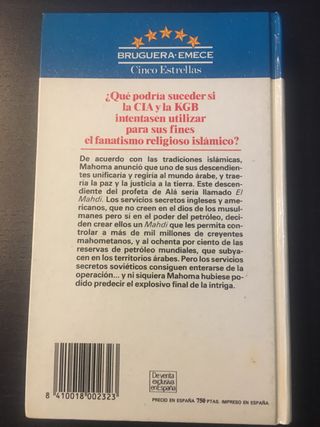 BRUGUERA-EMECE
Cinco Estrellas
¿Qué podría suceder si
la CIA y la KGB
intentasen utilizar
para sus fines
el fanatismo religioso islámico?
De acuerdo con las tradiciones islámicas,
Mahoma anunció que uno de sus descendien-
tes unificaría y regiría al mundo árabe, y trae-
ría la paz y la justicia a la tierra. Este descen-
diente del profeta de Alá sería llamado El
Mahdi. Los servicios secretos ingleses y ame-
ricanos, que no creen en el dios de los musul-
manes pero si en el poder del petróleo, deci-
den crear ellos un Mahdi que les permita con-
trolar a más de mil millones de creyentes
mahometanos, y al ochenta por ciento de las
reservas de petróleo mundiales, que subya-
cen en los territorios árabes. Pero los servicios
secretos soviéticos consiguen enterarse de la
operación... y ni siquiera Mahoma hubiese po-
dido predecir el explosivo final de la intriga.
De venta
exclusiva
en España
8 410018 002323
PRECIO EN ESPAÑA 750 PTAS. IMPRESO EN ESPAÑA